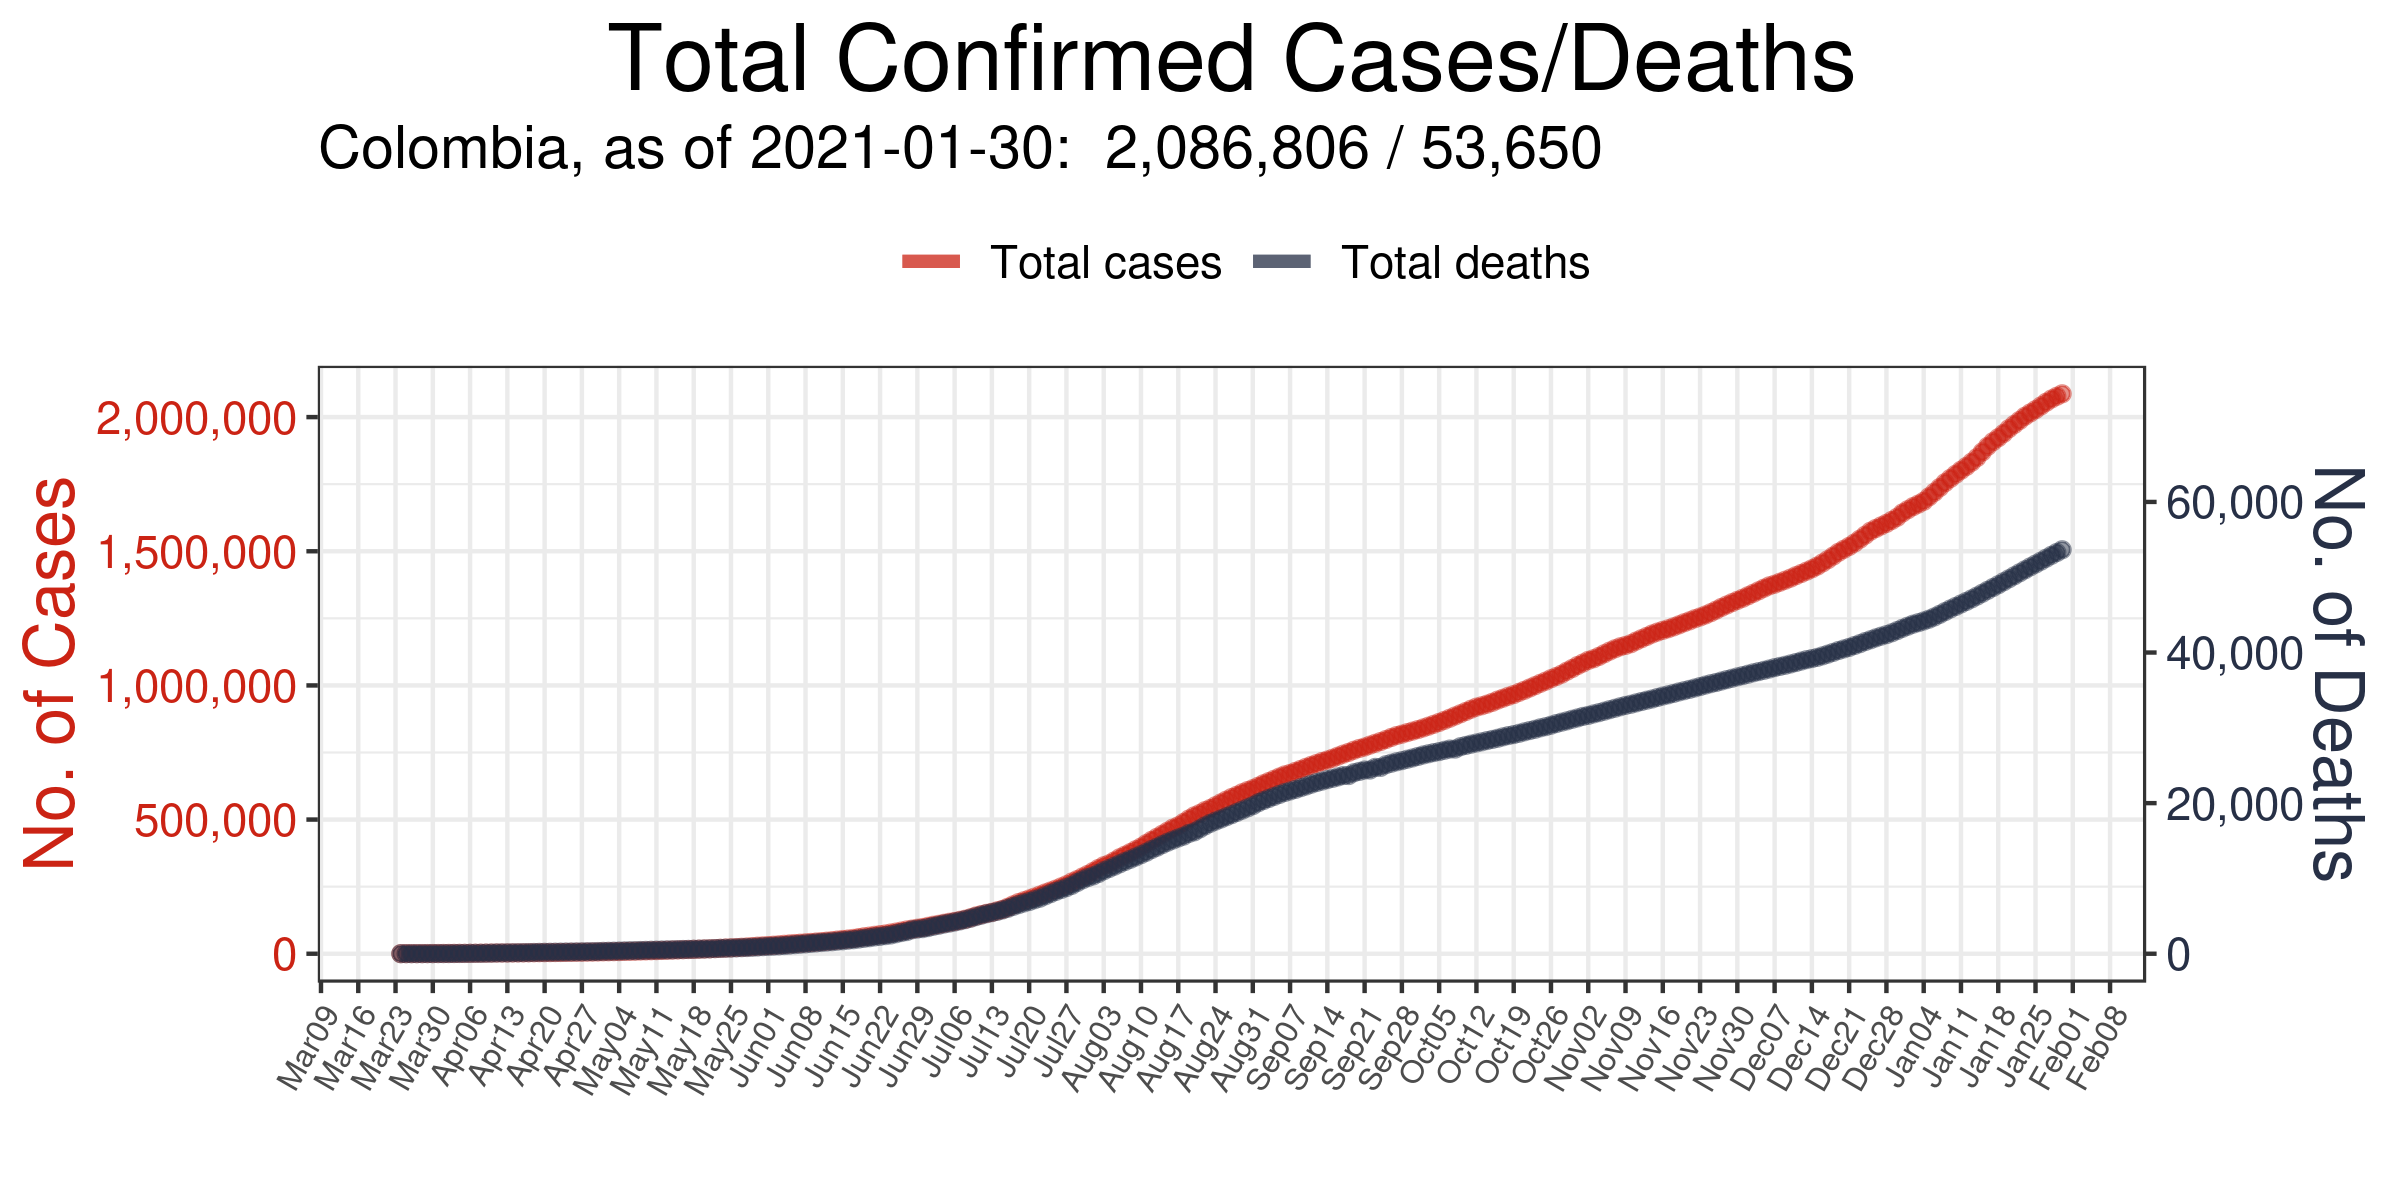 Total Confirmed Cases/Deaths
Colombia, as of 2021-01-30:  2,086,806 / 53,650
Total cases
Total deaths
No. of Cases
2,000,000
1,500,000
1,000,000
500,000
0
60,000
40,000
20,000
0
No. of Deaths
Mar09
Mar16
Mar23
Mar30
Apr06
Apr13
Apr20
Apr27
May04
May11
May18
May25
Jun01
Jun08
Jun15
Jun22
Jun29
Jul06
Jul13
Jul20
Jul27
Aug03
Aug10
Aug17
Aug24
Aug31
Sep07
Sep14
Sep21
Sep28
Oct05
Oct12
Oct19
Oct26
Nov02
Nov09
Nov16
Nov23
Nov30
Dec07
Dec14
Dec21
Dec28
Jan04
Jan11
Jan18
Jan25
Feb01
Feb08